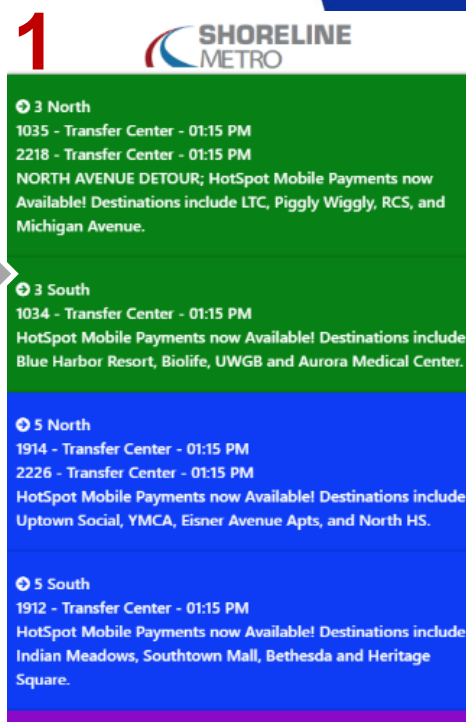 1
SHORELINE
METRO
3 North
1035 - Transfer Center - 01:15 PM
2218 - Transfer Center - 01:15 PM
NORTH AVENUE DETOUR; HotSpot Mobile Payments now
Available! Destinations include LTC, Piggly Wiggly, RCS, and
Michigan Avenue.
3 South
1034 - Transfer Center - 01:15 PM
HotSpot Mobile Payments now Available! Destinations include
Blue Harbor Resort, Biolife, UWGB and Aurora Medical Center.
5 North
1914 - Transfer Center - 01:15 PM
2226 - Transfer Center - 01:15 PM
HotSpot Mobile Payments now Available! Destinations include
Uptown Social, YMCA, Eisner Avenue Apts, and North HS.
5 South
1912 - Transfer Center - 01:15 PM
HotSpot Mobile Payments now Available! Destinations include
Indian Meadows, Southtown Mall, Bethesda and Heritage
Square.